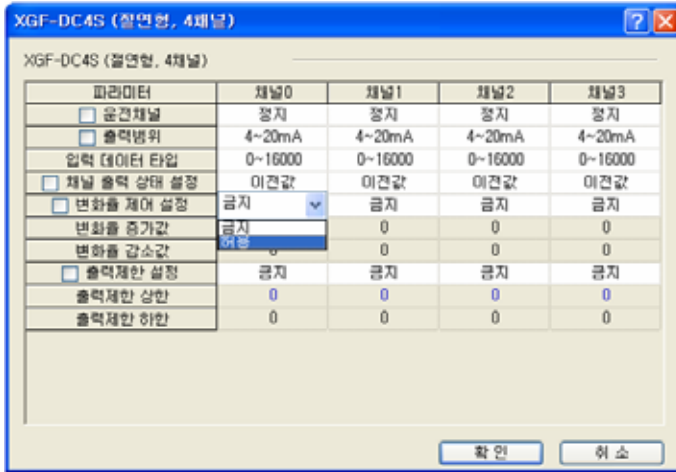 XGF-DC4S (절연형, 4채널)
XGF-DC4S (절연형, 4채널)
파라미터 채널0 채널1 채널2 채널3
운전채널 정지 정지 정지 정지
출력범위 4~20mA 4~20mA 4~20mA 4~20mA
입력 데이터 타입 0~16000 0~16000 0~16000 0~16000
채널 출력 상태 설정 이전값 이전값 이전값 이전값
변화율 제어 설정 금지 금지 금지 금지
변화율 증가값 금지 0 0 0
허용
변화율 감소값 0 0 0
출력제한 설정 금지 금지 금지 금지
출력제한 상한 0 0 0 0
출력제한 하한 0 0 0 0
확인 취소